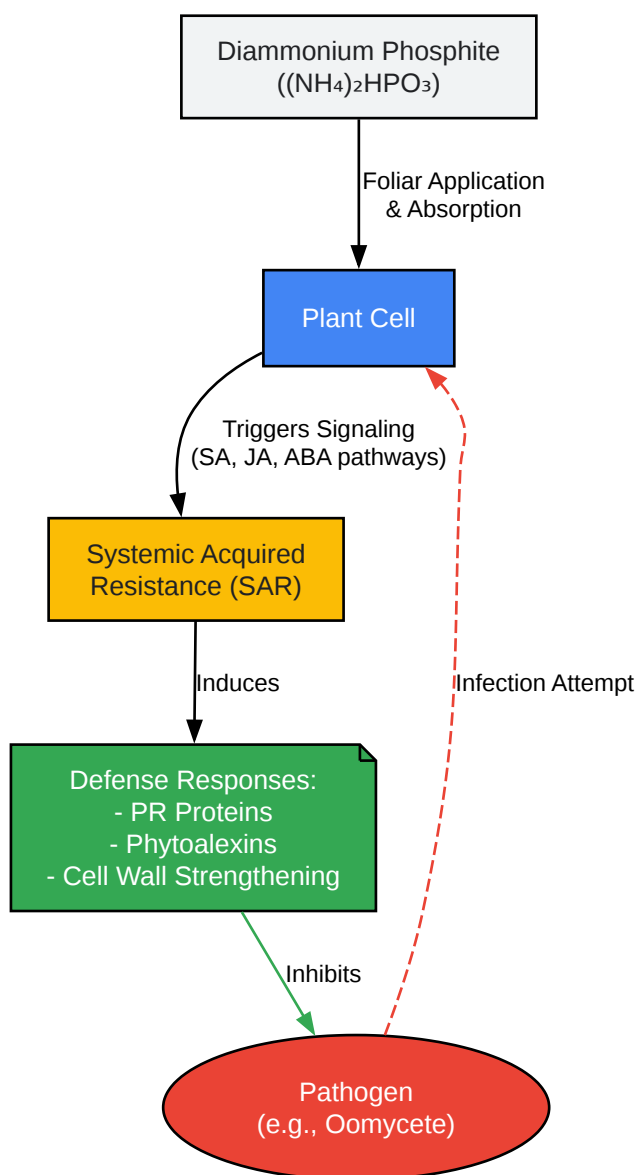 Diammonium Phosphite
((NH₄)₂HPO₃)
Foliar Application
& Absorption
Plant Cell
Triggers Signaling
(SA, JA, ABA pathways)
Systemic Acquired
Resistance (SAR)
Induces
Infection Attempt
Defense Responses:
- PR Proteins
- Phytoalexins
- Cell Wall Strengthening
Inhibits
Pathogen
(e.g., Oomycete)